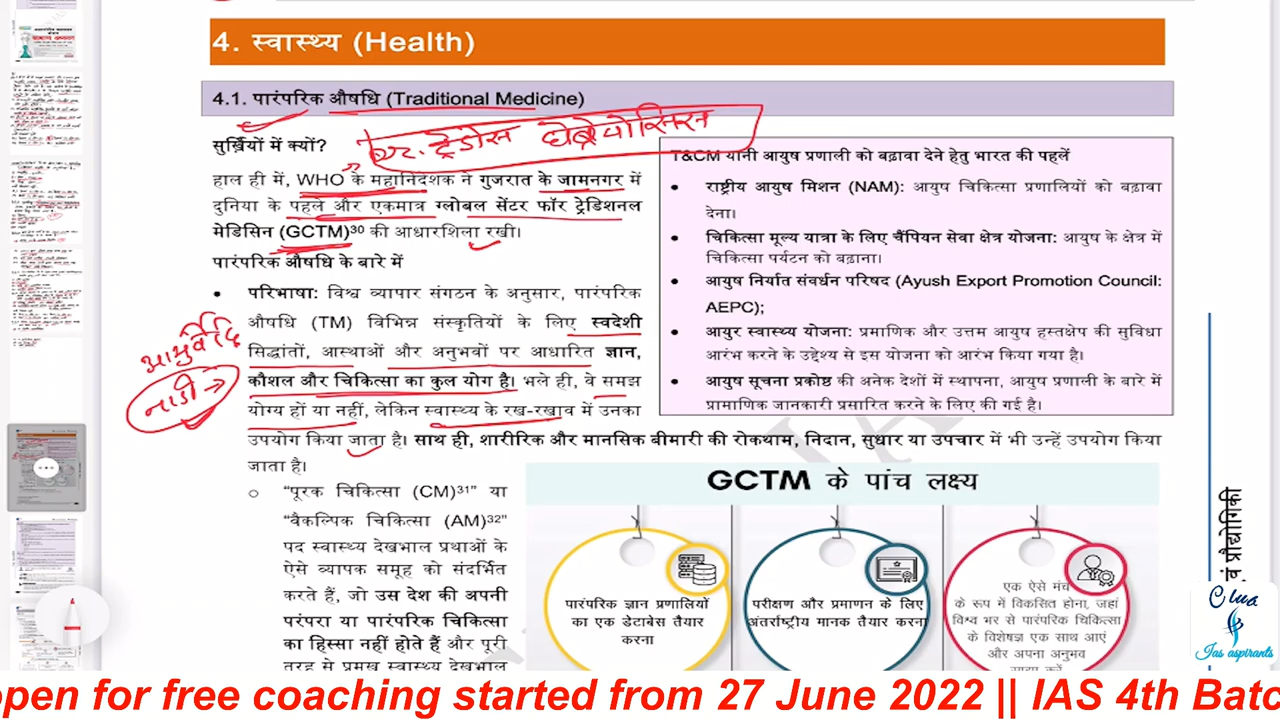 4. स्वास्थ्य (Health)
4.1. पारंपरिक औषधि (Traditional Medicine)
सुर्ख़ियों में क्यों?
डॉ. ट्रेडोस
हाल ही में, WHO के महानिदेशक ने गुजरात के जामनगर में
दुनिया के पहले और एकमात्र ग्लोबल सेंटर फॉर ट्रेडिशनल
मेडिसिन (GCTM)30 की आधारशिला रखी।
पारंपरिक औषधि के बारे में
परिभाषा: विश्व व्यापार संगठन के अनुसार, पारंपरिक
औषधि (TM) विभिन्न संस्कृतियों के लिए स्वदेशी
सिद्धांतों, आस्थाओं और अनुभवों पर आधारित ज्ञान,
कौशल और चिकित्सा का कुल योग है। भले ही, वे समझ
योग्य हों या नहीं, लेकिन स्वास्थ्य के रख-रखाव में उनका
उपयोग किया जाता है। साथ ही, शारीरिक और मानसिक बीमारी की रोकथाम, निदान, सुधार या उपचार में भी उन्हें उपयोग किया
जाता है।
नाडी
"पूरक चिकित्सा (CM)31" या
"वैकल्पिक चिकित्सा (AM)32"
स्वास्थ्य देखभाल के
ऐसे व्यापक समूह को संदर्भित
करते हैं, जो उस देश की अपनी
परंपरा या पारंपरिक चिकित्सा
का हिस्सा नहीं होते हैं और पूरी
तरह से प्रमुख स्वास्थ्य देखभाल
T&CM यानी आयुष प्रणाली को बढ़ावा देने हेतु भारत की पहलें
राष्ट्रीय आयुष मिशन (NAM): आयुष चिकित्सा प्रणालियों को बढ़ावा
देना।
चिकित्सा मूल्य यात्रा के लिए चैंपियन सेवा क्षेत्र योजना: आयुष के क्षेत्र में
चिकित्सा पर्यटन को बढ़ाना।
आयुष निर्यात संवर्धन परिषद (Ayush Export Promotion Council:
AEPC);
आयुष स्वास्थ्य योजना: प्रमाणिक और उत्तम आयुष हस्तक्षेप की सुविधा
आरंभ करने के उद्देश्य से इस योजना को आरंभ किया गया है।
आयुष सूचना प्रकोष्ठ की अनेक देशों में स्थापना, आयुष प्रणाली के बारे में
प्रामाणिक जानकारी प्रसारित करने के लिए की गई है।
GCTM के पांच लक्ष्य
पारंपरिक ज्ञान प्रणालियों
का एक डेटाबेस तैयार
करना
परीक्षण और प्रमाणन के लिए
अंतर्राष्ट्रीय मानक तैयार करना
एक ऐसे मंच
के रूप में विकसित होना, जहां
विश्व भर से पारंपरिक चिकित्सा
के विशेषज्ञ एक साथ आएं
और अपना अनुभव
साझा करें
व प्रौद्योगिकी
Ias aspirants
open for free coaching started from 27 June 2022 || IAS 4th Batc